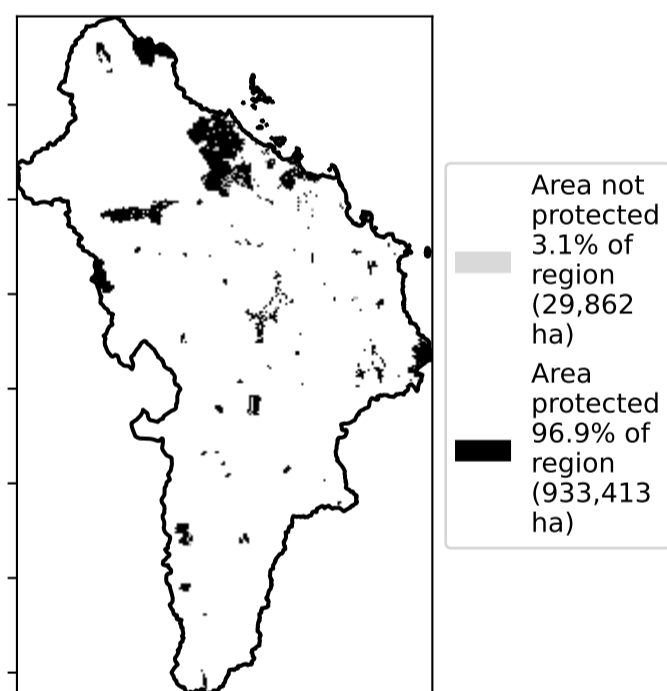 Area not
protected
3.1% of
region
(29,862
ha)
Area
protected
96.9% of
region
(933,413
ha)